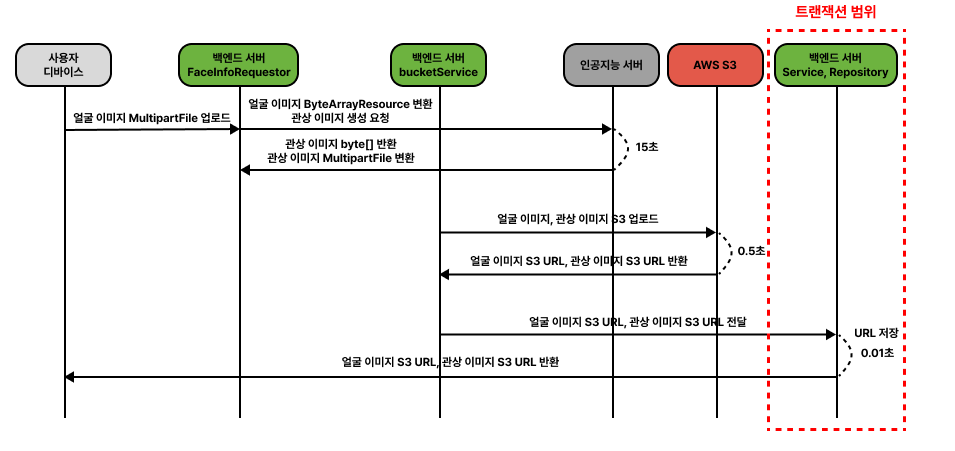 트랜잭션 범위
사용자
디바이스
백엔드 서버
FaceInfoRequestor
백엔드 서버
bucketService
인공지능 서버
AWS S3
백엔드 서버
Service, Repository
얼굴 이미지 MultipartFile 업로드
얼굴 이미지 ByteArrayResource 변환
관상 이미지 생성 요청
관상 이미지 byte[] 반환
관상 이미지 MultipartFile 변환
15초
얼굴 이미지, 관상 이미지 S3 업로드
0.5초
얼굴 이미지 S3 URL, 관상 이미지 S3 URL 반환
얼굴 이미지 S3 URL, 관상 이미지 S3 URL 전달
URL 저장
0.01초
얼굴 이미지 S3 URL, 관상 이미지 S3 URL 반환